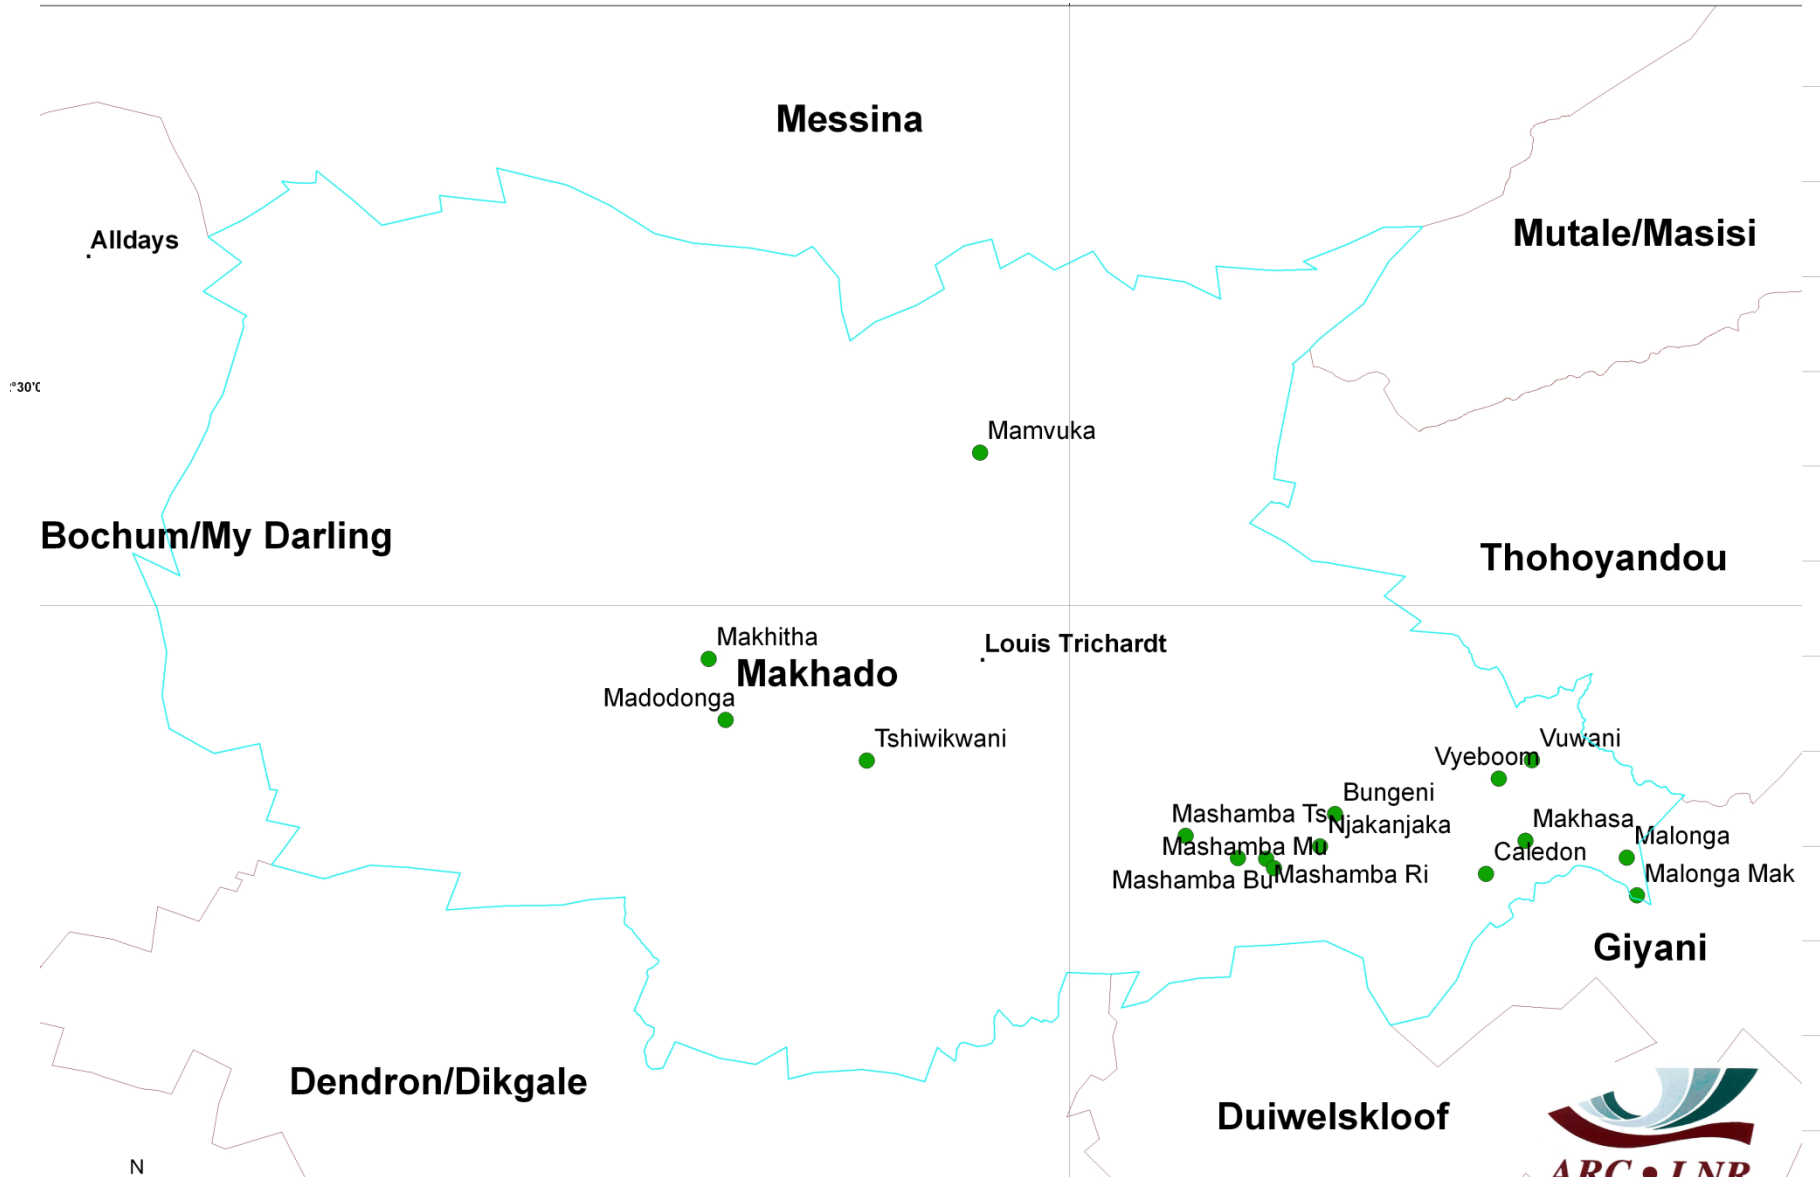 Messina
Mutale/Masisi
Alldays
Mamvuka
Bochum/My Darling
Thohoyandou
Makhitha
Louis Trichardt
Makhado
Madodonga
Tshiwikwani
Vuwani
Vyeboom
Bungeni
Mashamba Ts
Njakanjaka
Makhasa
Malonga
Mashamba Mu
Caledon
Mashamba Bu
Mashamba Ri
Malonga Mak
Giyani
Dendron/Dikgale
Duiwelskloof
N
ARC • LNR